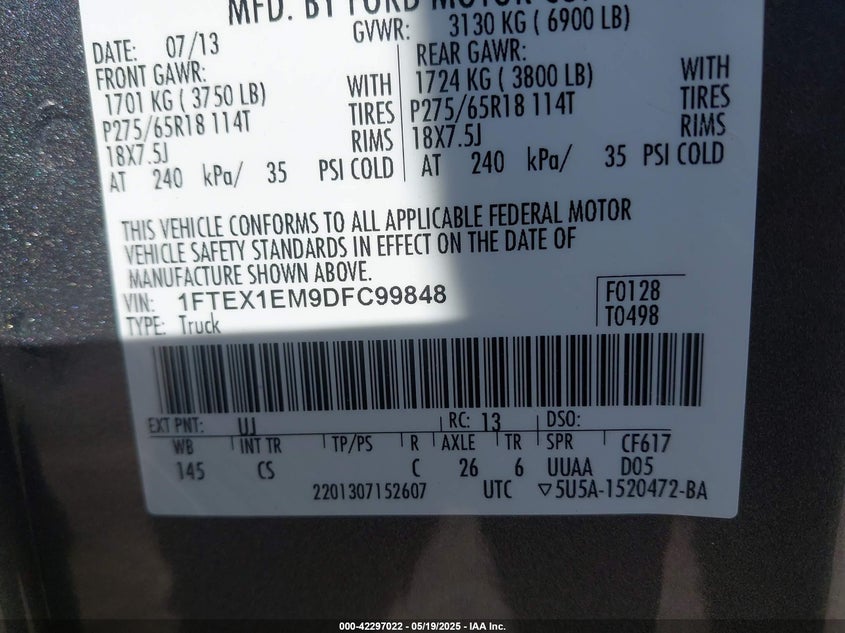 MFD. BY FORD MOTOR CO.
DATE: 07/13 GVWR: 3130 KG ( 6900 LB)
FRONT GAWR: REAR GAWR:
1701 KG ( 3750 LB) WITH 1724 KG ( 3800 LB) WITH
P275/65R18 114T TIRES P275/65R18 114T TIRES
18X7.5J RIMS 18X7.5J RIMS
AT 240 kPa/ 35 PSI COLD AT 240 kPa/ 35 PSI COLD
THIS VEHICLE CONFORMS TO ALL APPLICABLE FEDERAL MOTOR
VEHICLE SAFETY STANDARDS IN EFFECT ON THE DATE OF
MANUFACTURE SHOWN ABOVE.
VIN: 1FTEX1EM9DFC99848 F0128
TYPE: Truck T0498
EXT PNT: UJ RC: 13 DSO:
WB INT TR TP/PS R AXLE TR SPR CF617
145 CS C 26 6 UUAA D05
2201307152607 UTC ▽5U5A-1520472-BA
000-42297022 - 05/19/2025 - IAA Inc.